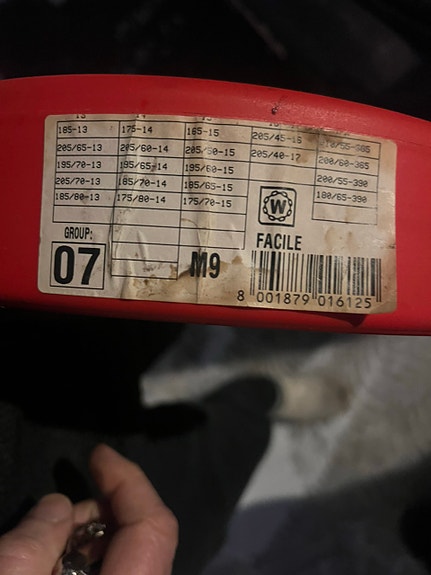 13 14 15
185-13 175-14 165-15 205/45-16
205/65-13 205/60-14 205/50-15 205/40-17 200/60-365
195/70-13 195/65-14 195/60-15 200/55-390
205/70-13 185/70-14 185/65-15 180/65-390
185/80-13 175/80-14 175/70-15
W
GROUP:
07
M9
FACILE
8 001879 016125